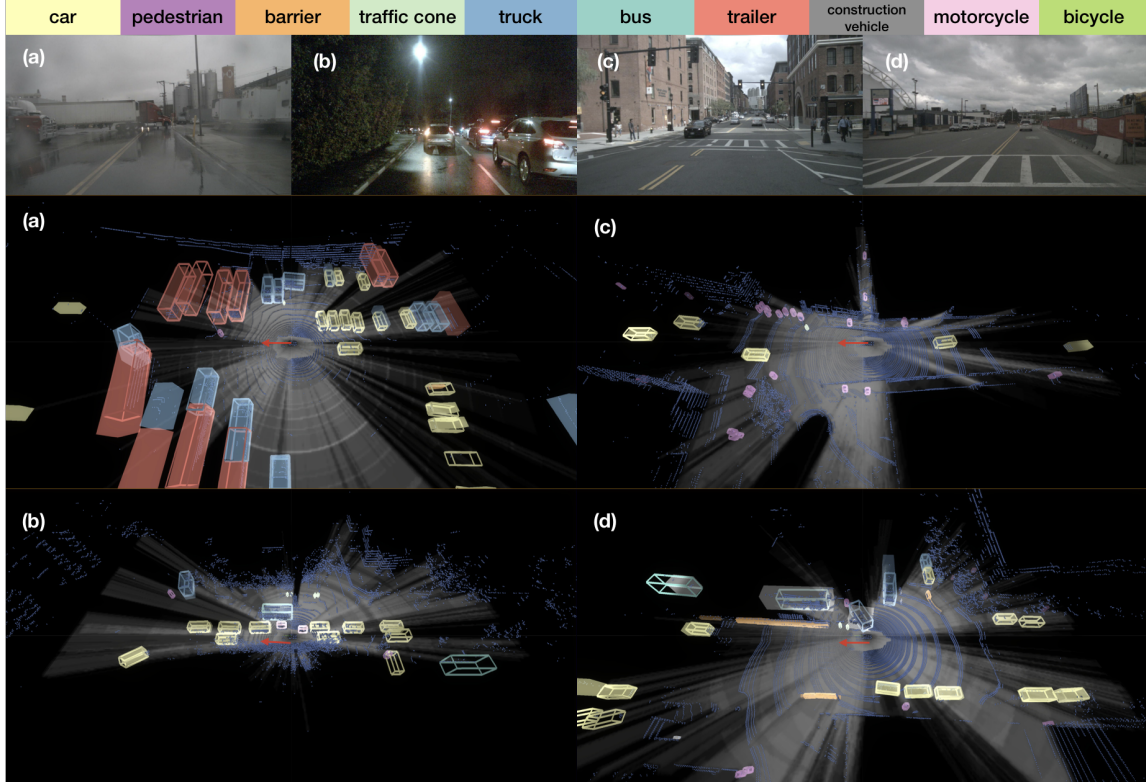 car pedestrian barrier traffic cone truck bus trailer construction vehicle motorcycle bicycle
(a) (b) (c) (d)
(a) (c)
(b) (d)